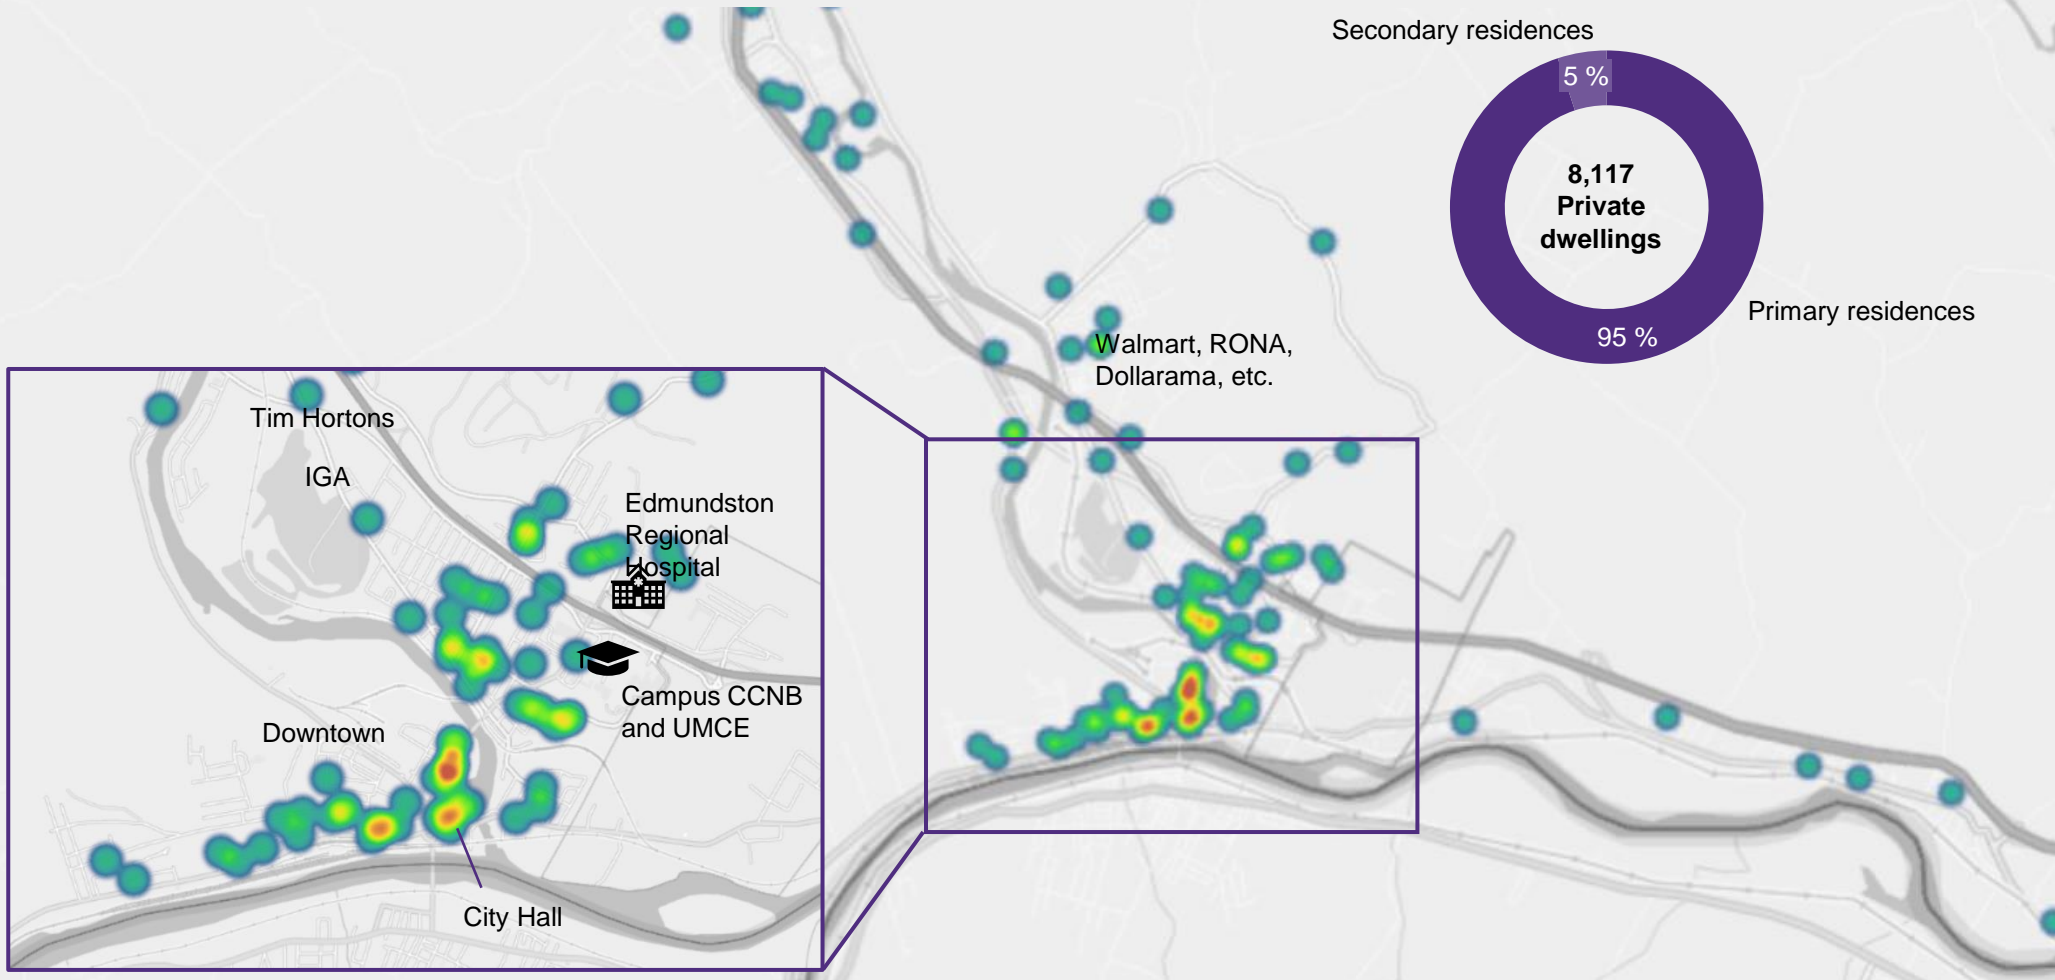 Secondary residences
5 %
8,117
Private
dwellings
Primary residences
95 %
Walmart, RONA,
Dollarama, etc.
Tim Hortons
IGA
Edmundston
Regional
Hospital
Campus CCNB
and UMCE
Downtown
City Hall